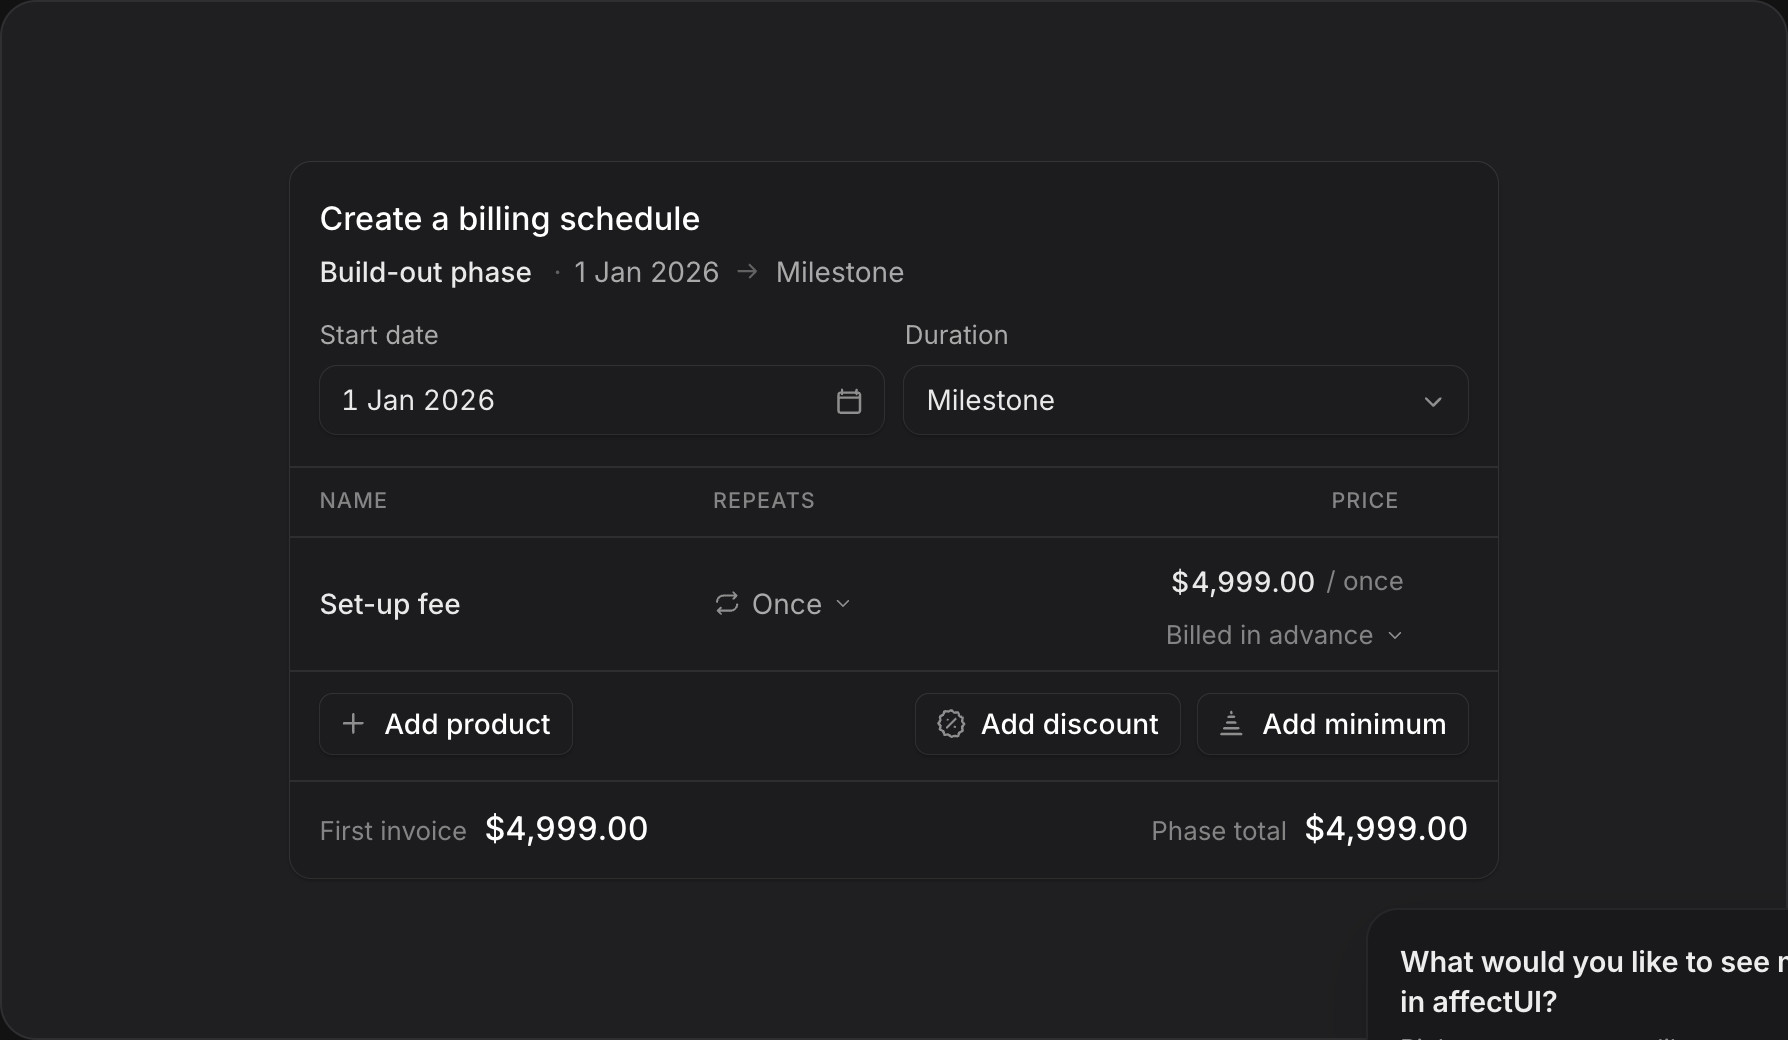 Create a billing schedule
Build-out phase · 1 Jan 2026 → Milestone
Start date Duration
1 Jan 2026 Milestone
NAME REPEATS PRICE
Set-up fee Once $4,999.00 / once
Billed in advance
Add product Add discount Add minimum
First invoice $4,999.00 Phase total $4,999.00
What would you like to see
in affectUI?